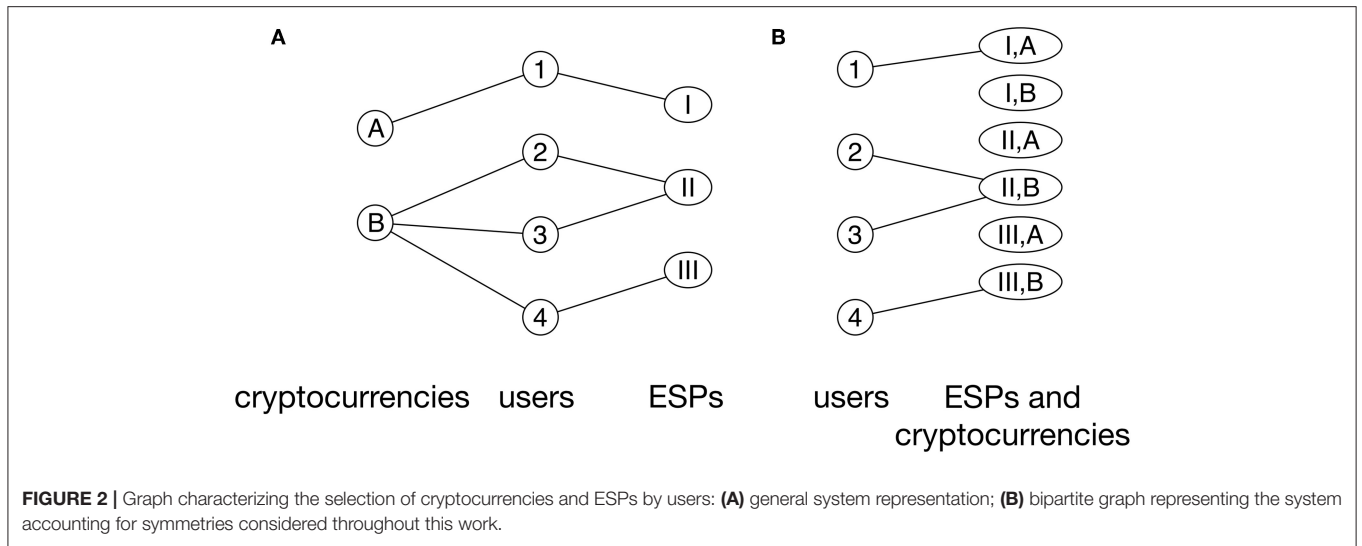 A
B
1
I
A
2
II
B
3
III
4
cryptocurrencies users ESPs
1
I,A
I,B
II,A
2
II,B
3
III,A
III,B
4
users ESPs and
cryptocurrencies
FIGURE 2 | Graph characterizing the selection of cryptocurrencies and ESPs by users: (A) general system representation; (B) bipartite graph representing the system
accounting for symmetries considered throughout this work.